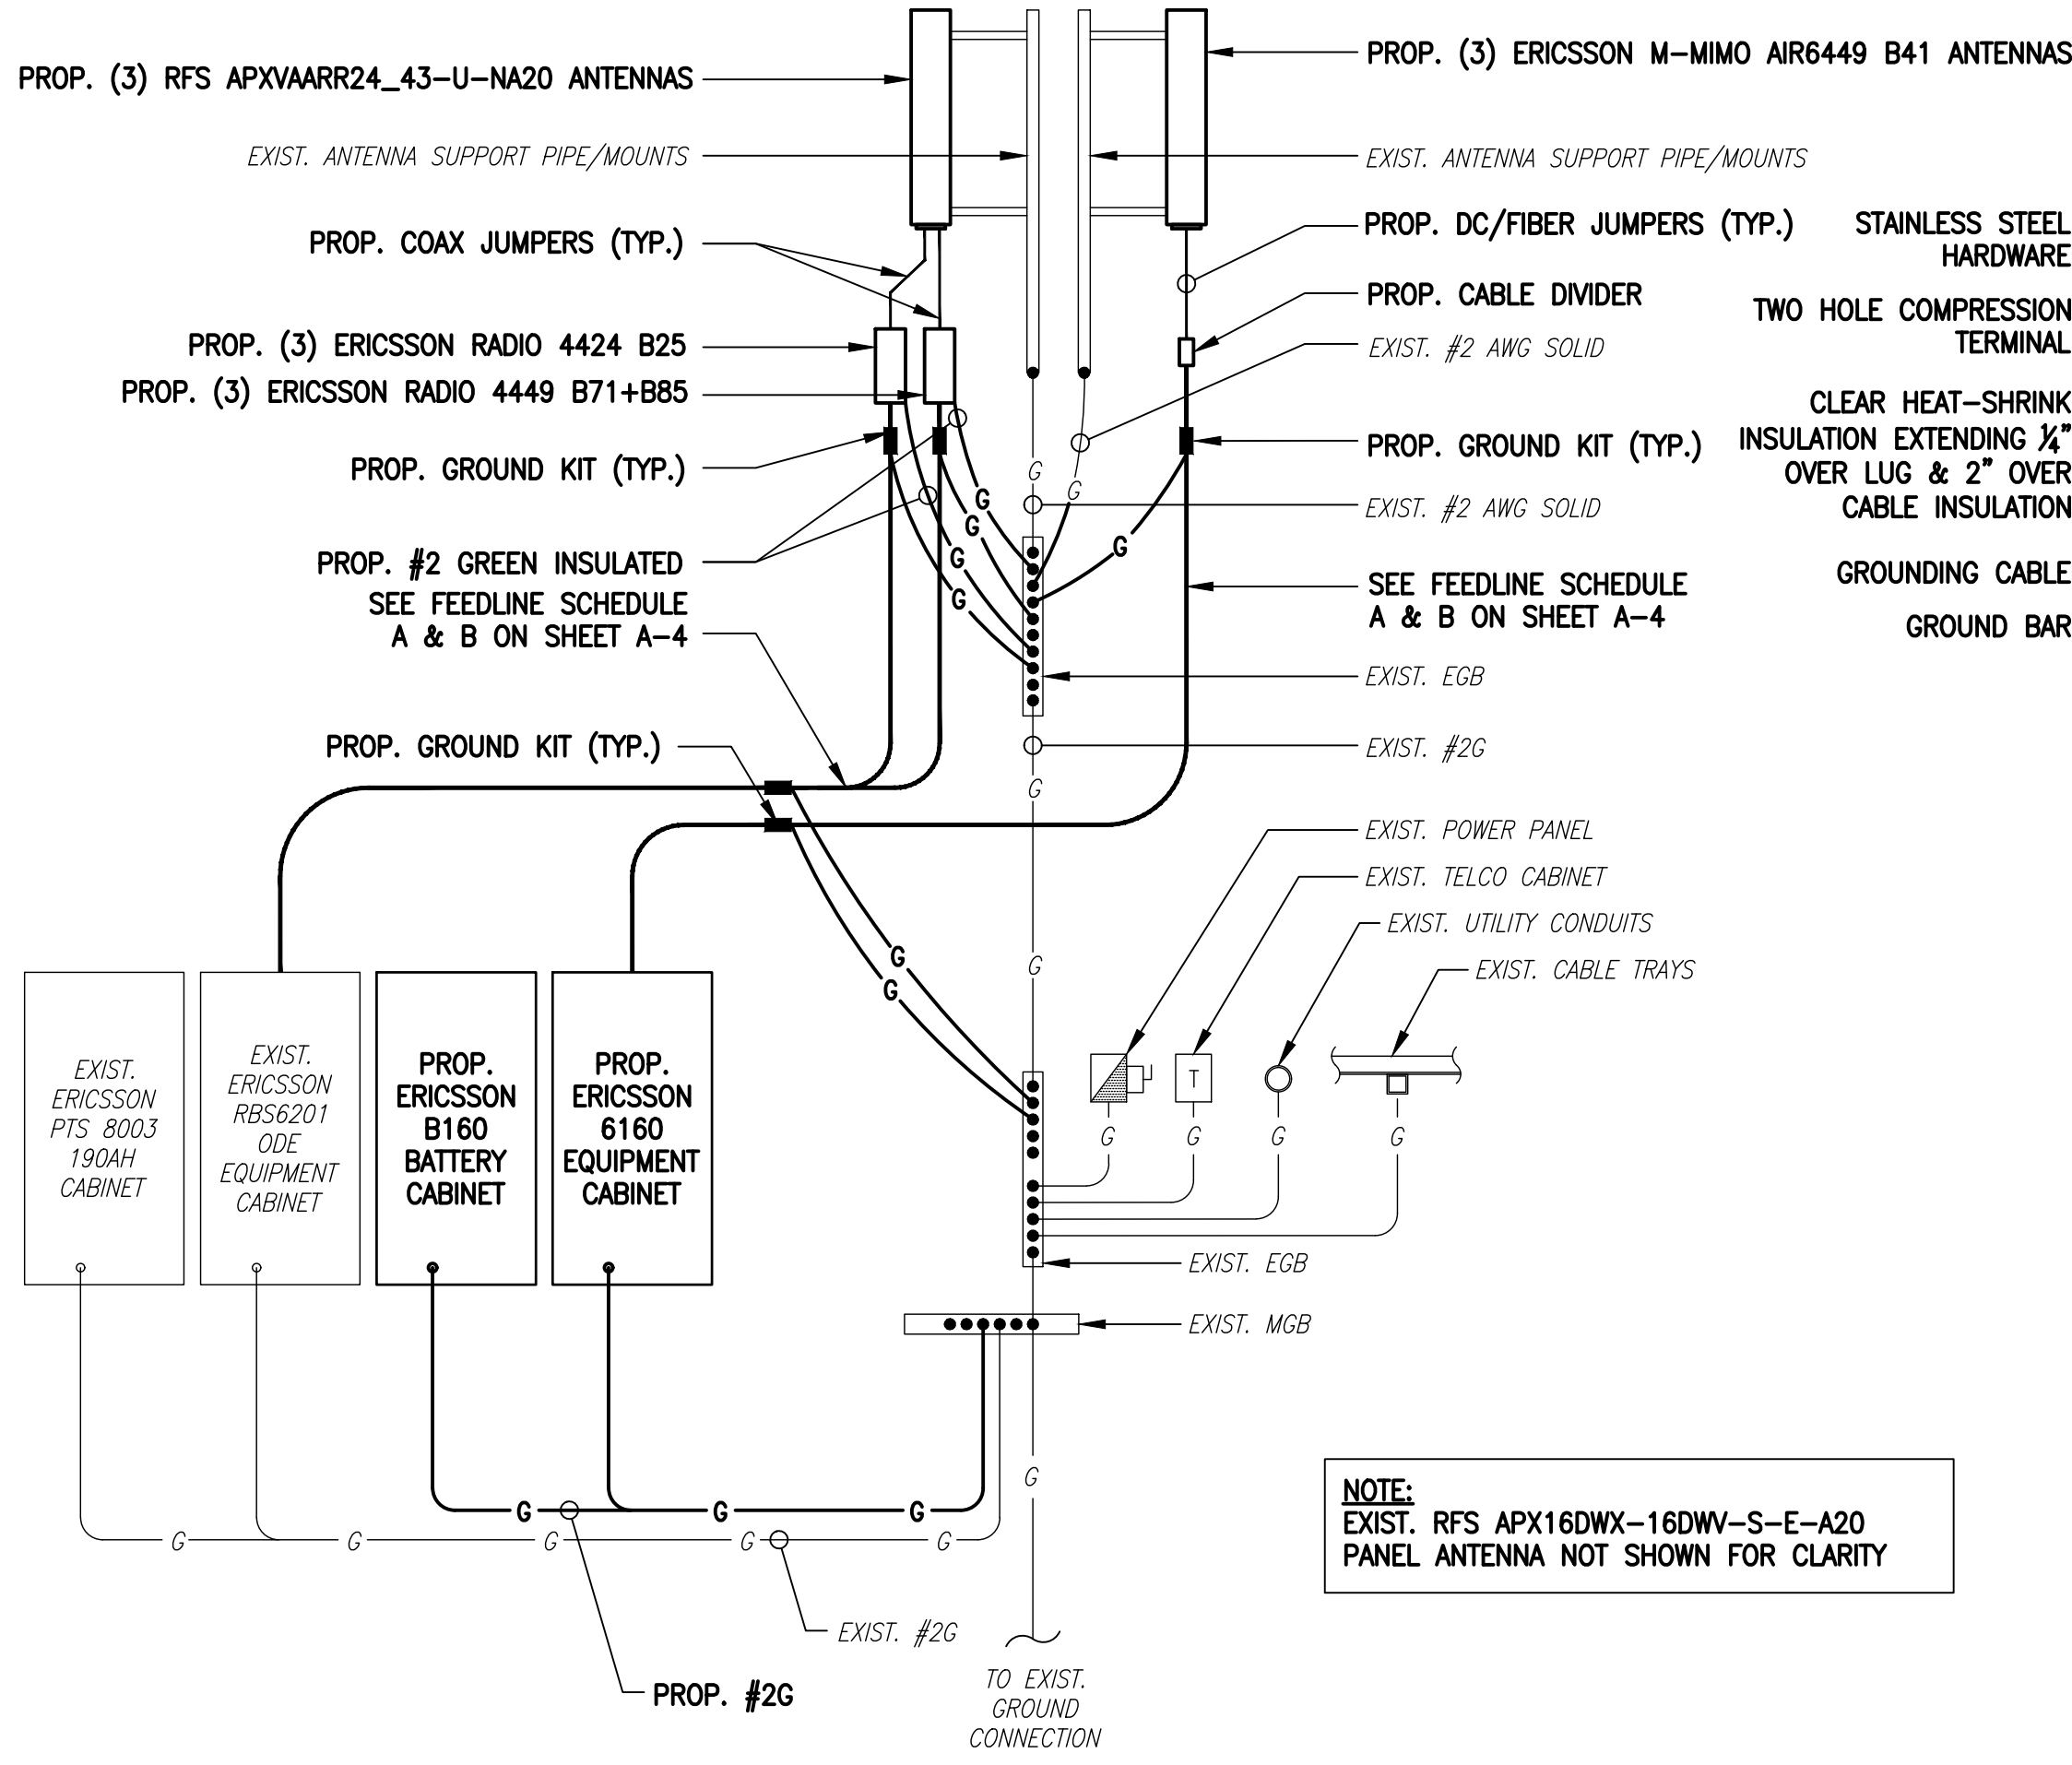 PROP. (3) RFS APXVAARR24_43-U-NA20 ANTENNAS
EXIST. ANTENNA SUPPORT PIPE/MOUNTS
PROP. COAX JUMPERS (TYP.)
PROP. (3) ERICSSON RADIO 4424 B25
PROP. (3) ERICSSON RADIO 4449 B71+B85
PROP. GROUND KIT (TYP.)
PROP. #2 GREEN INSULATED
SEE FEEDLINE SCHEDULE
A & B ON SHEET A-4
PROP. GROUND KIT (TYP.)
PROP. (3) ERICSSON M-MIMO AIR6449 B41 ANTENNAS
EXIST. ANTENNA SUPPORT PIPE/MOUNTS
PROP. DC/FIBER JUMPERS (TYP.)
PROP. CABLE DIVIDER
EXIST. #2 AWG SOLID
PROP. GROUND KIT (TYP.)
EXIST. #2 AWG SOLID
SEE FEEDLINE SCHEDULE
A & B ON SHEET A-4
EXIST. EGB
EXIST. #2G
STAINLESS STEEL
HARDWARE
TWO HOLE COMPRESSION
TERMINAL
CLEAR HEAT-SHRINK
INSULATION EXTENDING ¼"
OVER LUG & 2" OVER
CABLE INSULATION
GROUNDING CABLE
GROUND BAR
G
G
G
G
G
G
G
G
G
G
G
EXIST. POWER PANEL
EXIST. TELCO CABINET
EXIST. UTILITY CONDUITS
EXIST. CABLE TRAYS
T
G G G G
EXIST.
ERICSSON
PTS 8003
190AH
CABINET
EXIST.
ERICSSON
RBS6201
ODE
EQUIPMENT
CABINET
PROP.
ERICSSON
B160
BATTERY
CABINET
PROP.
ERICSSON
6160
EQUIPMENT
CABINET
EXIST. EGB
EXIST. MGB
G
G G G
G G G G G
EXIST. #2G
PROP. #2G
TO EXIST.
GROUND
CONNECTION
NOTE:
EXIST. RFS APX16DWX-16DWV-S-E-A20
PANEL ANTENNA NOT SHOWN FOR CLARITY